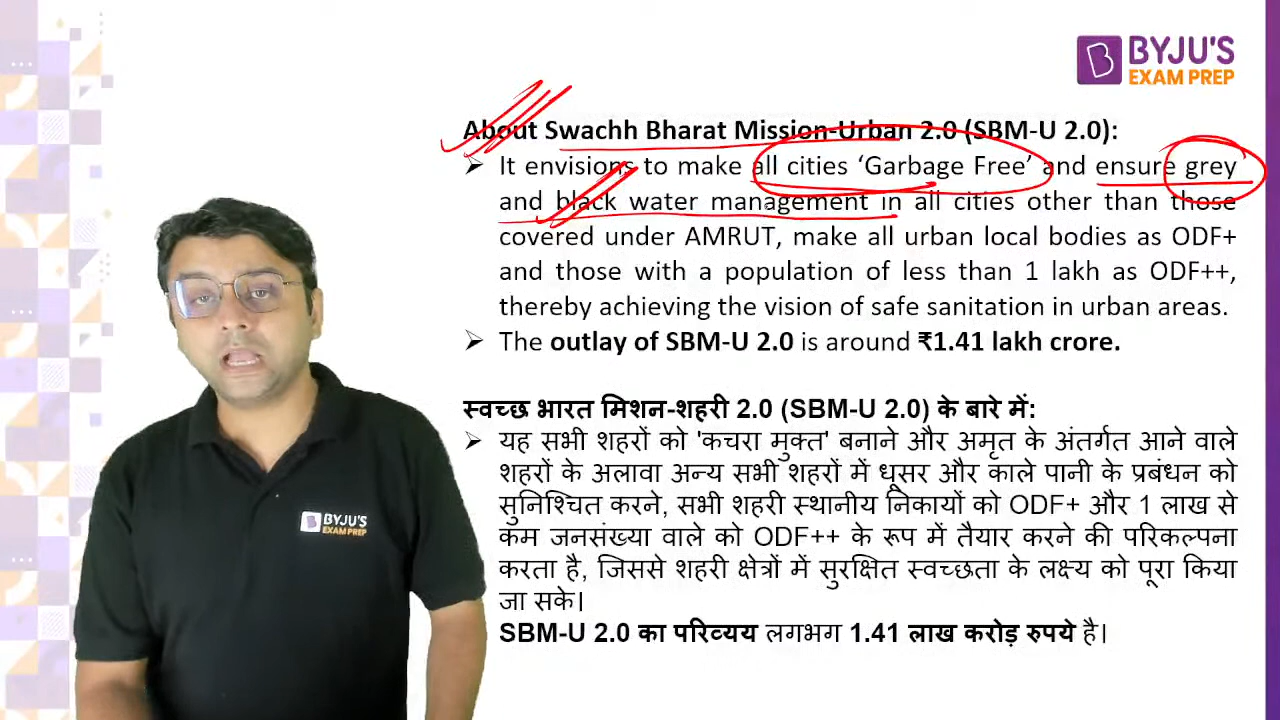 BYJU'S
EXAM PREP
About Swachh Bharat Mission-Urban 2.0 (SBM-U 2.0):
➢ It envisions to make all cities ‘Garbage Free’ and ensure grey
and black water management in all cities other than those
covered under AMRUT, make all urban local bodies as ODF+
and those with a population of less than 1 lakh as ODF++,
thereby achieving the vision of safe sanitation in urban areas.
➢ The outlay of SBM-U 2.0 is around ₹1.41 lakh crore.
स्वच्छ भारत मिशन-शहरी 2.0 (SBM-U 2.0) के बारे में:
➢ यह सभी शहरों को 'कचरा मुक्त' बनाने और अमृत के अंतर्गत आने वाले
शहरों के अलावा अन्य सभी शहरों में धूसर और काले पानी के प्रबंधन को
सुनिश्चित करने, सभी शहरी स्थानीय निकायों को ODF+ और 1 लाख से
कम जनसंख्या वाले को ODF++ के रूप में तैयार करने की परिकल्पना
करता है, जिससे शहरी क्षेत्रों में सुरक्षित स्वच्छता के लक्ष्य को पूरा किया
जा सके।
SBM-U 2.0 का परिव्यय लगभग 1.41 लाख करोड़ रुपये है।
BYJU'S
EXAM PREP